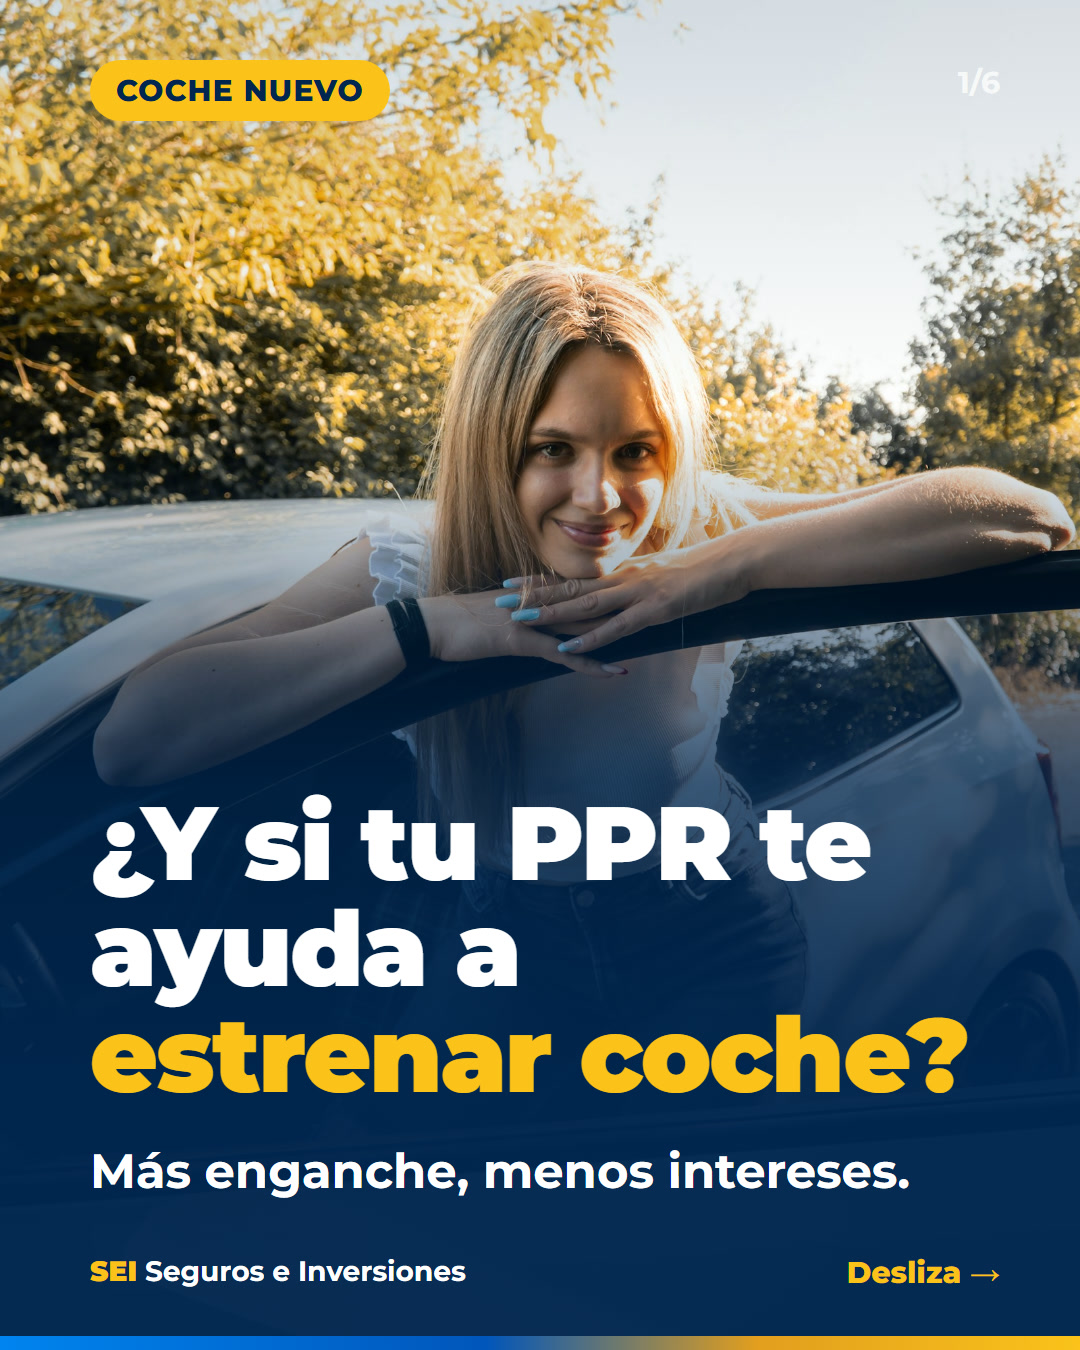 COCHE NUEVO
1/6
¿Y si tu PPR te
ayuda a
estrenar coche?
Más enganche, menos intereses.
SEI Seguros e Inversiones
Desliza →